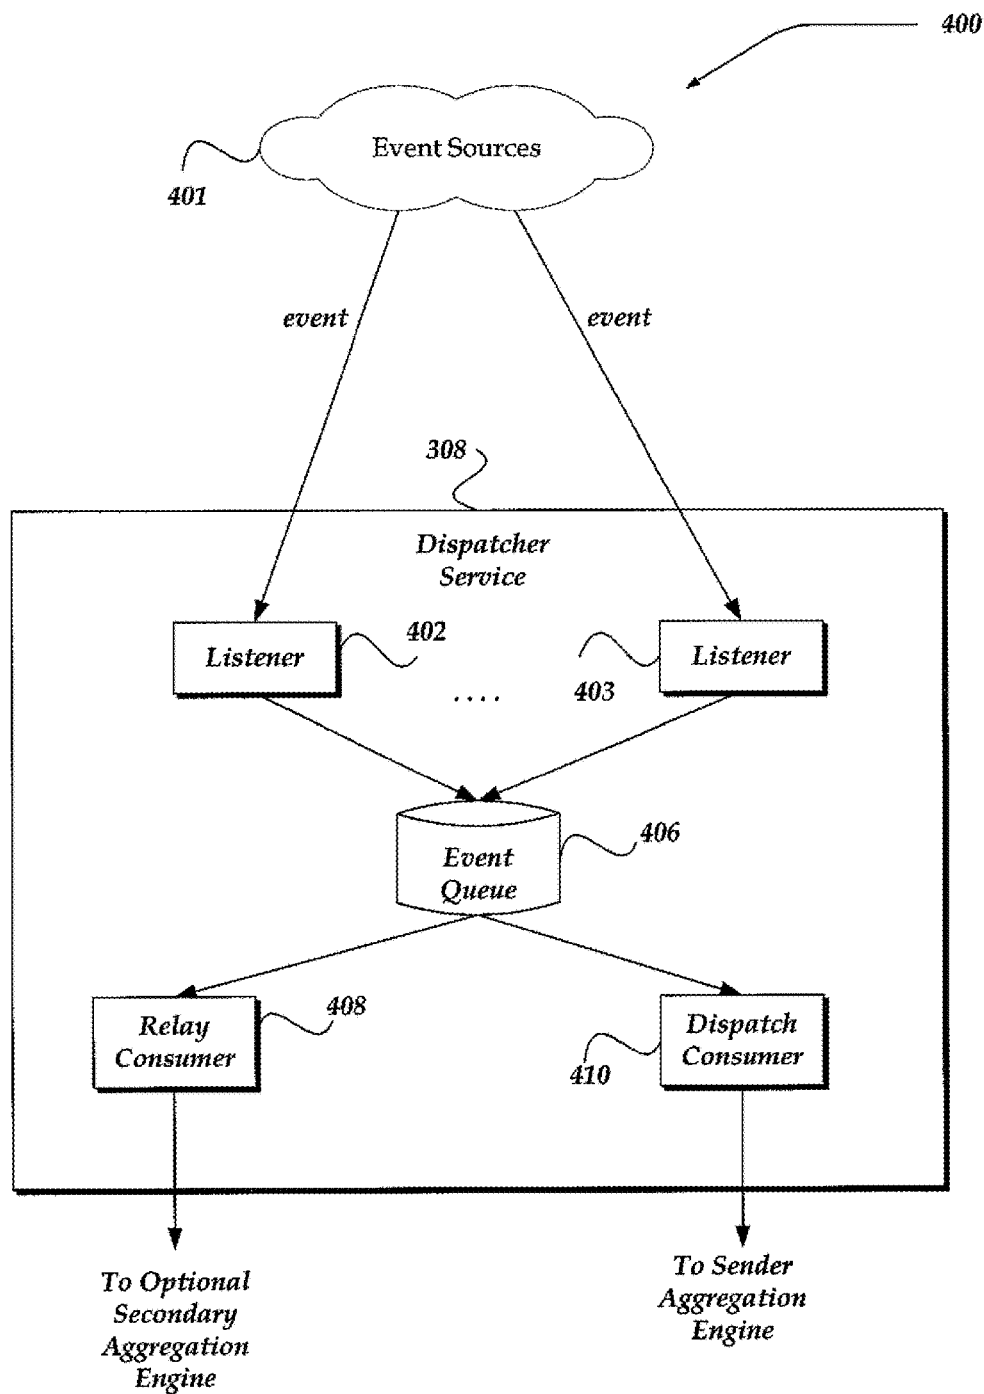 400
Event Sources
401
event
event
308
Dispatcher
Service
Listener
402
....
403
Listener
Event
Queue
406
Relay
Consumer
408
410
Dispatch
Consumer
To Optional
Secondary
Aggregation
Engine
To Sender
Aggregation
Engine